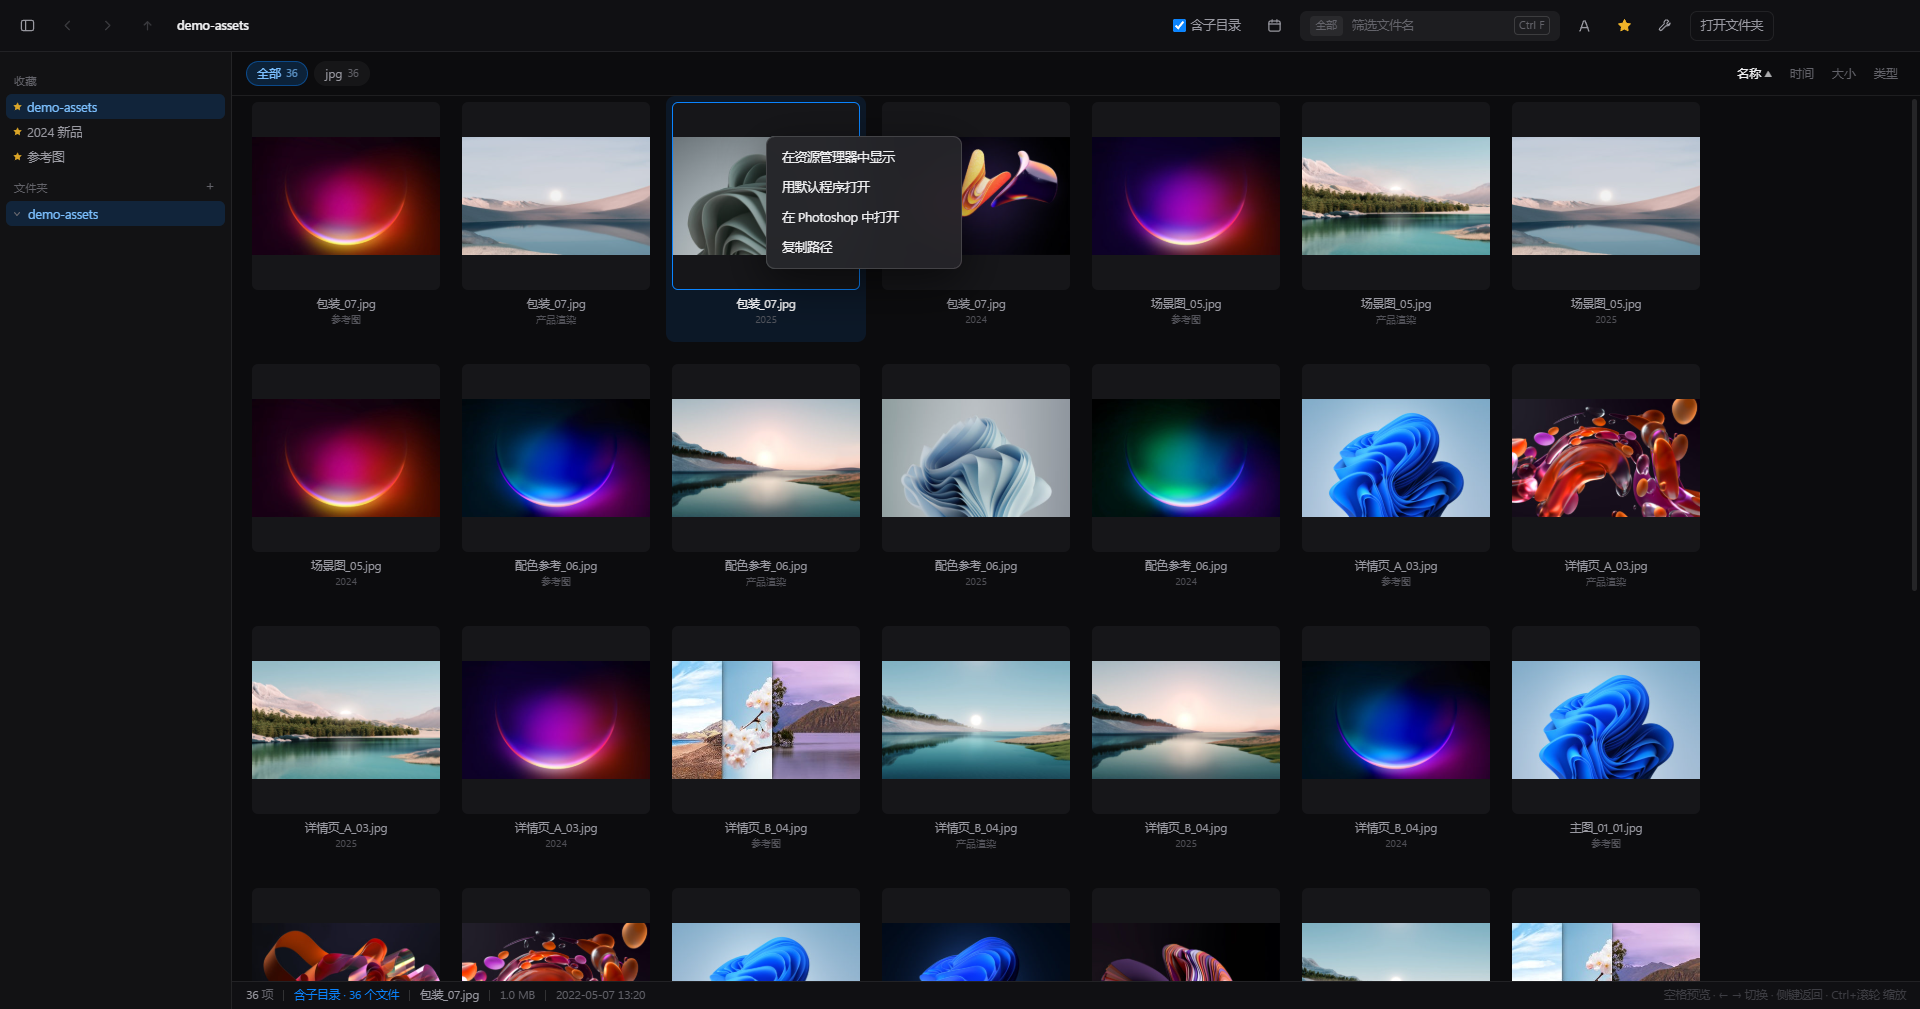 demo-assets
含子目录
全部 筛选文件名 Ctrl F
A
打开文件夹
收藏
demo-assets
2024 新品
参考图
文件夹 +
demo-assets
全部 36 jpg 36
名称 时间 大小 类型
在资源管理器中显示
用默认程序打开
在 Photoshop 中打开
复制路径
包装_07.jpg
参考图
包装_07.jpg
产品渲染
包装_07.jpg
2025
包装_07.jpg
2024
场景图_05.jpg
参考图
场景图_05.jpg
产品渲染
场景图_05.jpg
2025
场景图_05.jpg
2024
配色参考_06.jpg
参考图
配色参考_06.jpg
产品渲染
配色参考_06.jpg
2025
配色参考_06.jpg
2024
详情页_A_03.jpg
参考图
详情页_A_03.jpg
产品渲染
详情页_A_03.jpg
2025
详情页_A_03.jpg
2024
详情页_B_04.jpg
参考图
详情页_B_04.jpg
产品渲染
详情页_B_04.jpg
2025
详情页_B_04.jpg
2024
主图_01_01.jpg
参考图
36 项 含子目录 · 36 个文件 包装_07.jpg 1.0 MB 2022-05-07 13:20
空格预览 · ← → 切换 · 侧键返回 · Ctrl+滚轮 缩放